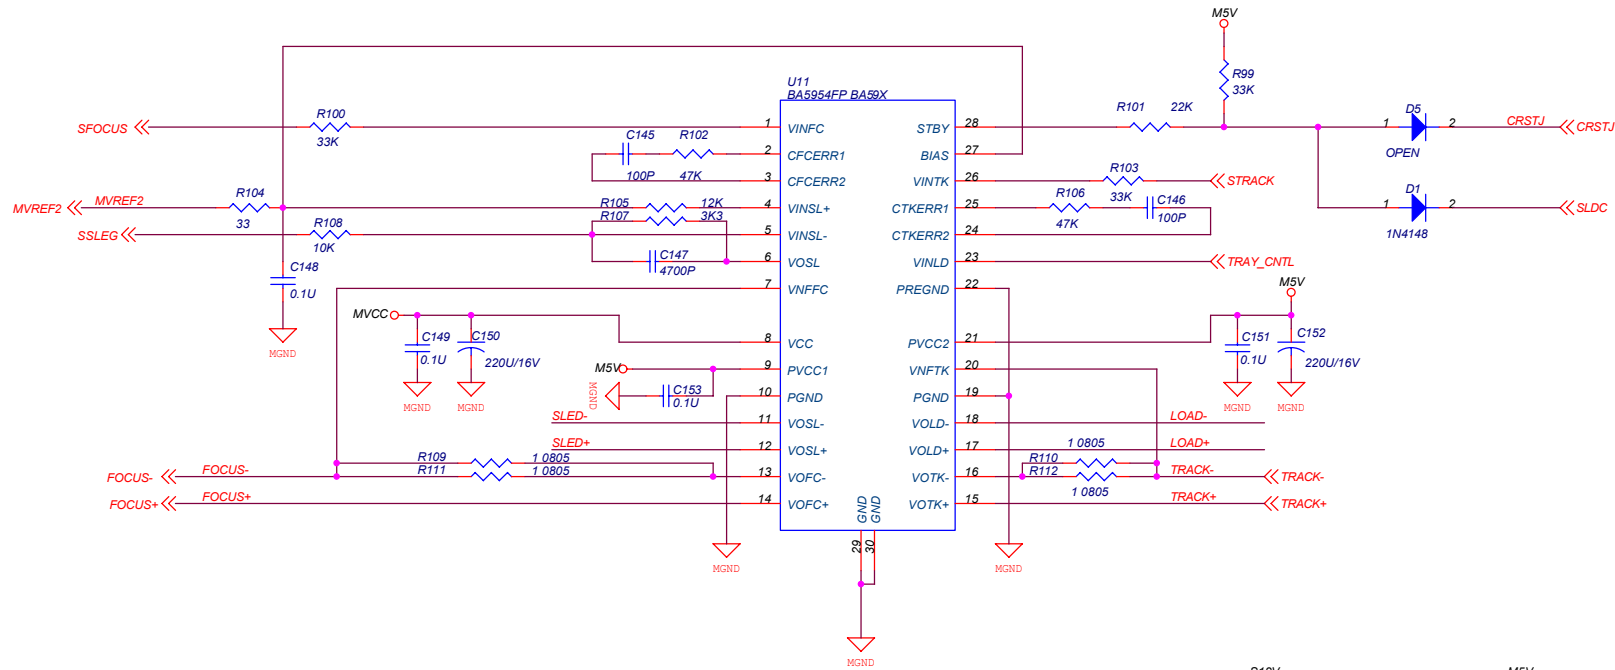 M5V
R99
33K
U11
BA5954FP BA59X
SFOCUS
R100
33K
1
VINFC
STBY
28
R101
22K
D5
1
2
OPEN
CRSTJ
CRSTJ
C145
R102
100P
47K
2
CFCERR1
BIAS
27
3
CFCERR2
VINTK
26
R103
33K
STRACK
MVREF2
MVREF2
R104
33
R105
12K
4
VINSL+
CTKERR1
25
R106
47K
C146
100P
D1
1
2
1N4148
SLDC
SSLEG
R108
10K
R107
3K3
5
VINSL-
CTKERR2
24
C147
4700P
6
VOSL
VINLD
23
TRAY_CNTL
C148
0.1U
MGND
7
VNFFC
PREGND
22
M5V
MVCC
C149
0.1U
MGND
C150
220U/16V
MGND
8
VCC
PVCC2
21
C151
0.1U
MGND
C152
220U/16V
MGND
M5V
9
PVCC1
VNFTK
20
MGND
C153
0.1U
10
PGND
PGND
19
SLED-
11
VOSL-
VOLD-
18
LOAD-
SLED+
12
VOSL+
VOLD+
17
LOAD+
R109
1 0805
R111
1 0805
R110
1 0805
R112
1 0805
FOCUS-
FOCUS-
13
VOFC-
VOTK-
16
TRACK-
TRACK-
FOCUS+
FOCUS+
14
VOFC+
VOTK+
15
TRACK+
TRACK+
GND
GND
29
30
MGND
MGND
MGND
M5V